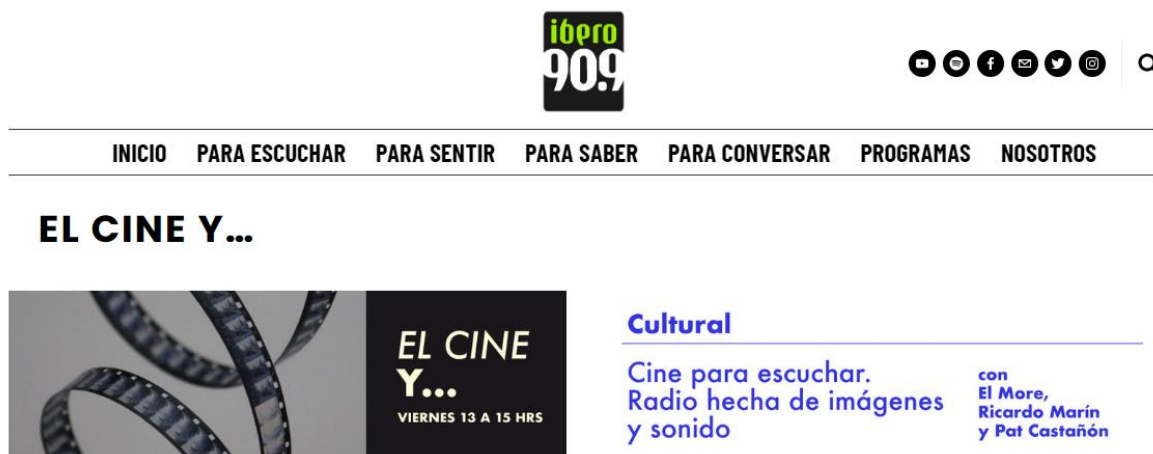 ibero
90.9
INICIO PARA ESCUCHAR PARA SENTIR PARA SABER PARA CONVERSAR PROGRAMAS NOSOTROS
EL CINE Y...
EL CINE
Y...
VIERNES 13 A 15 HRS
Cultural
Cine para escuchar.
Radio hecha de imágenes
y sonido
con
El More,
Ricardo Marín
y Pat Castañón